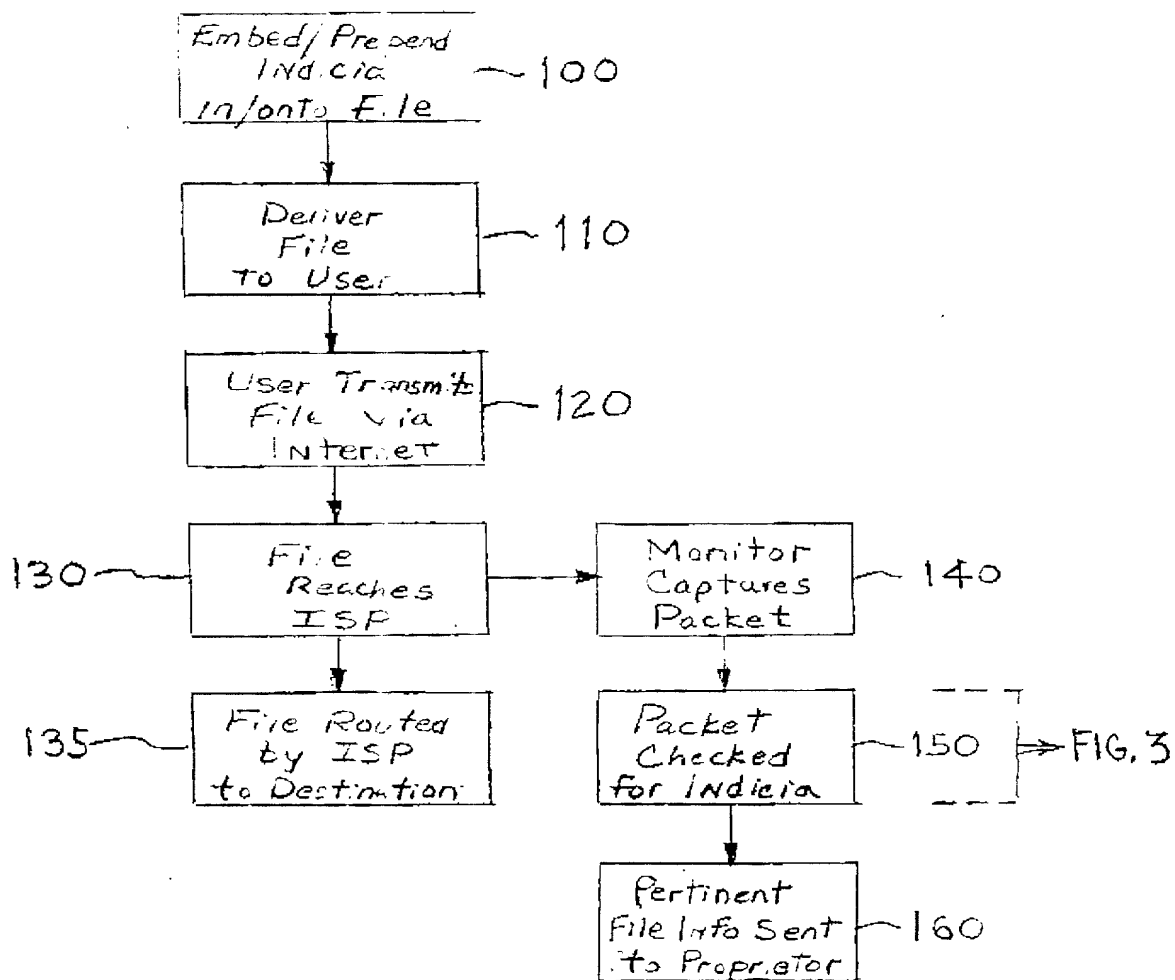 Embed/Prepend
Indicia
In/onto File
100
Deliver
File
To User
110
User Transmits
File via
Internet
120
130
File
Reaches
ISP
Monitor
Captures
Packet
140
135
File Routed
by ISP
to Destination
Packet
Checked
for Indicia
150
FIG. 3
Pertinent
File Info Sent
to Proprietor
160